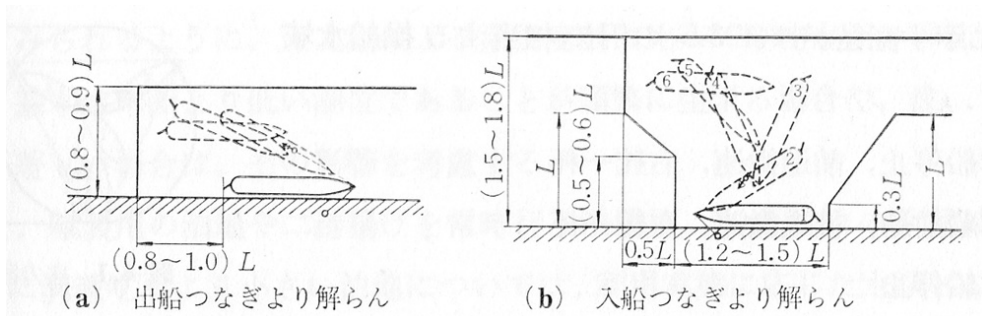 (0.8～0.9) L
(0.8～1.0) L
(a) 出船つなぎより解らん
(1.5～1.8) L
L
(0.5～0.6) L
6
5
4
3
2
1
0.3L
L
0.5L
(1.2～1.5) L
(b) 入船つなぎより解らん